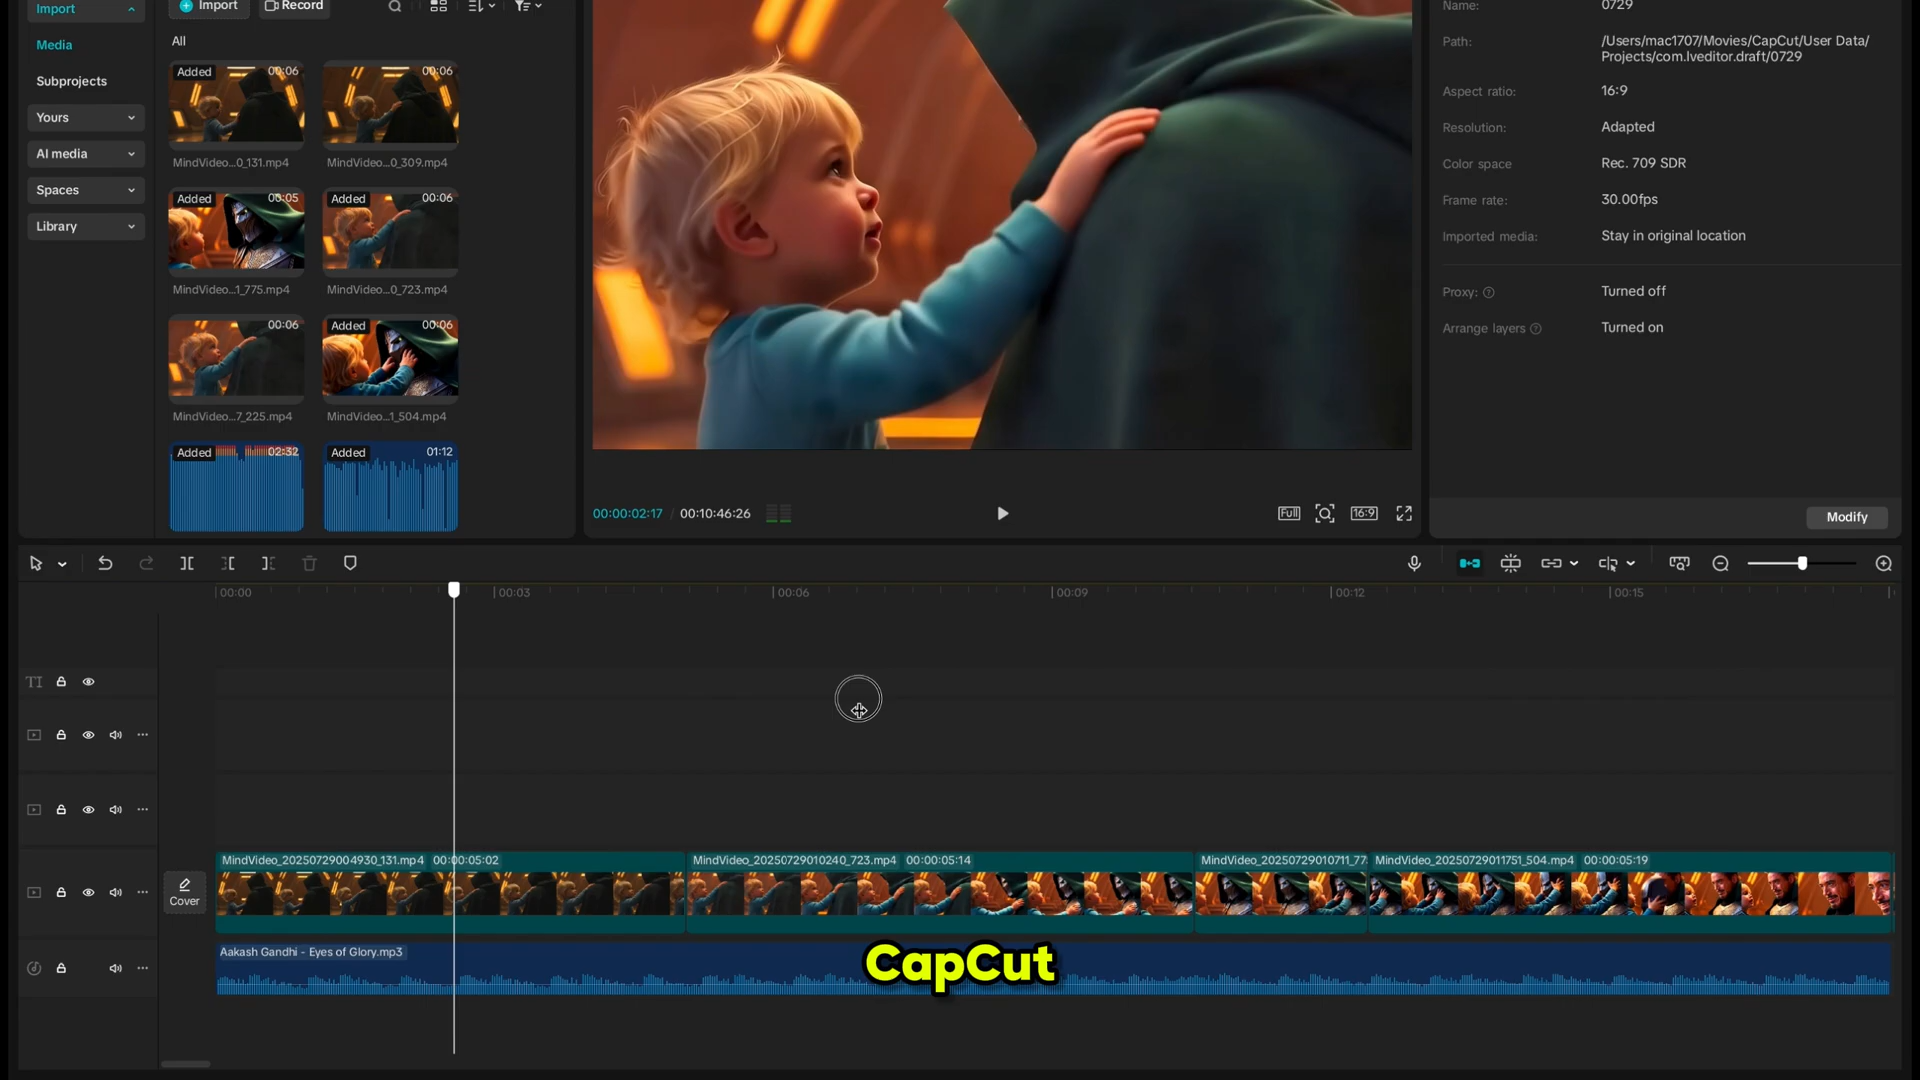 Import
Import
Record
Media
Subprojects
Yours
AI media
Spaces
Library
All
Added 00:06
MindVideo...0_131.mp4
00:06
MindVideo...0_309.mp4
Added 00:05
MindVideo...1_775.mp4
Added 00:06
MindVideo...0_723.mp4
00:06
MindVideo...7_225.mp4
Added 00:06
MindVideo...1_504.mp4
Added 02:32
Added 01:12
00:00:02:17 / 00:10:46:26
Full
16:9
Name: 0729
Path: /Users/mac1707/Movies/CapCut/User Data/
Projects/com.lveditor.draft/0729
Aspect ratio: 16:9
Resolution: Adapted
Color space Rec. 709 SDR
Frame rate: 30.00fps
Imported media: Stay in original location
Proxy: Turned off
Arrange layers Turned on
Modify
00:00 00:03 00:06 00:09 00:12 00:15
TI
Cover
MindVideo_20250729004930_131.mp4 00:00:05:02
MindVideo_20250729010240_723.mp4 00:00:05:14
MindVideo_20250729010711_77
MindVideo_20250729011751_504.mp4 00:00:05:19
Aakash Gandhi - Eyes of Glory.mp3
CapCut